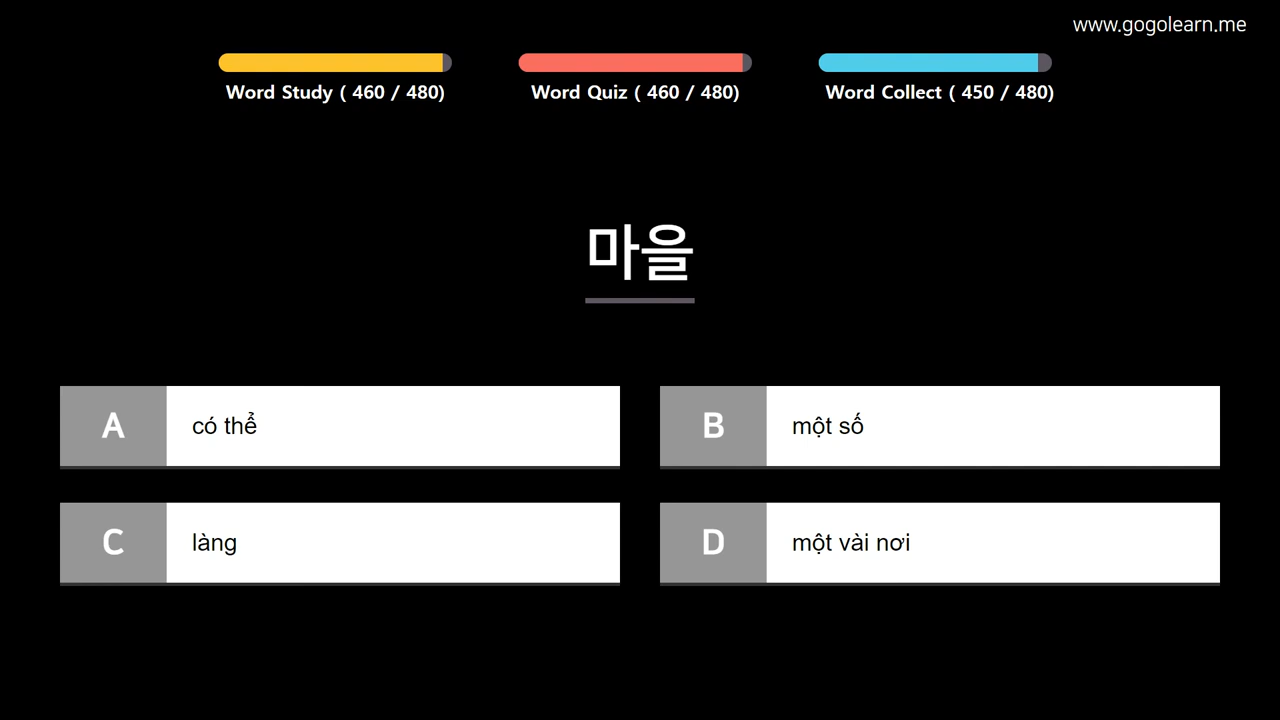 www.gogolearn.me
Word Study ( 460 / 480)
Word Quiz ( 460 / 480)
Word Collect ( 450 / 480)
마을
A
có thể
B
một số
C
làng
D
một vài nơi